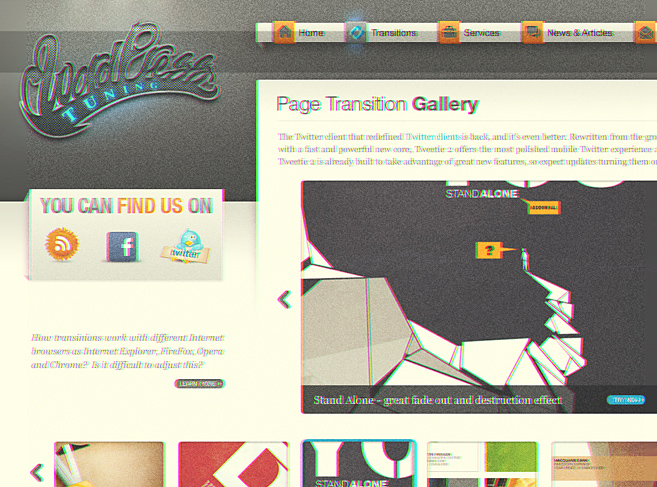 WordPress
TUNING
Home
Transitions
Services
News & Articles
Page Transition Gallery
The Twitter client that redefined Twitter clients is back, and it's even better. Rewritten from the gro
with a fast and powerful new core, Tweetie 2 offers the most polished mobile Twitter experience a
Tweetie 2 is already built to take advantage of great new features, so expect updates turning them on
YOU CAN FIND US ON
twitter
STANDALONE
?
Stand Alone – great fade out and destruction effect
How transitions work with different Internet
browsers as Internet Explorer, FireFox, Opera
and Chrome? Is it difficult to adjust this?
LEARN MORE
STANDALONE